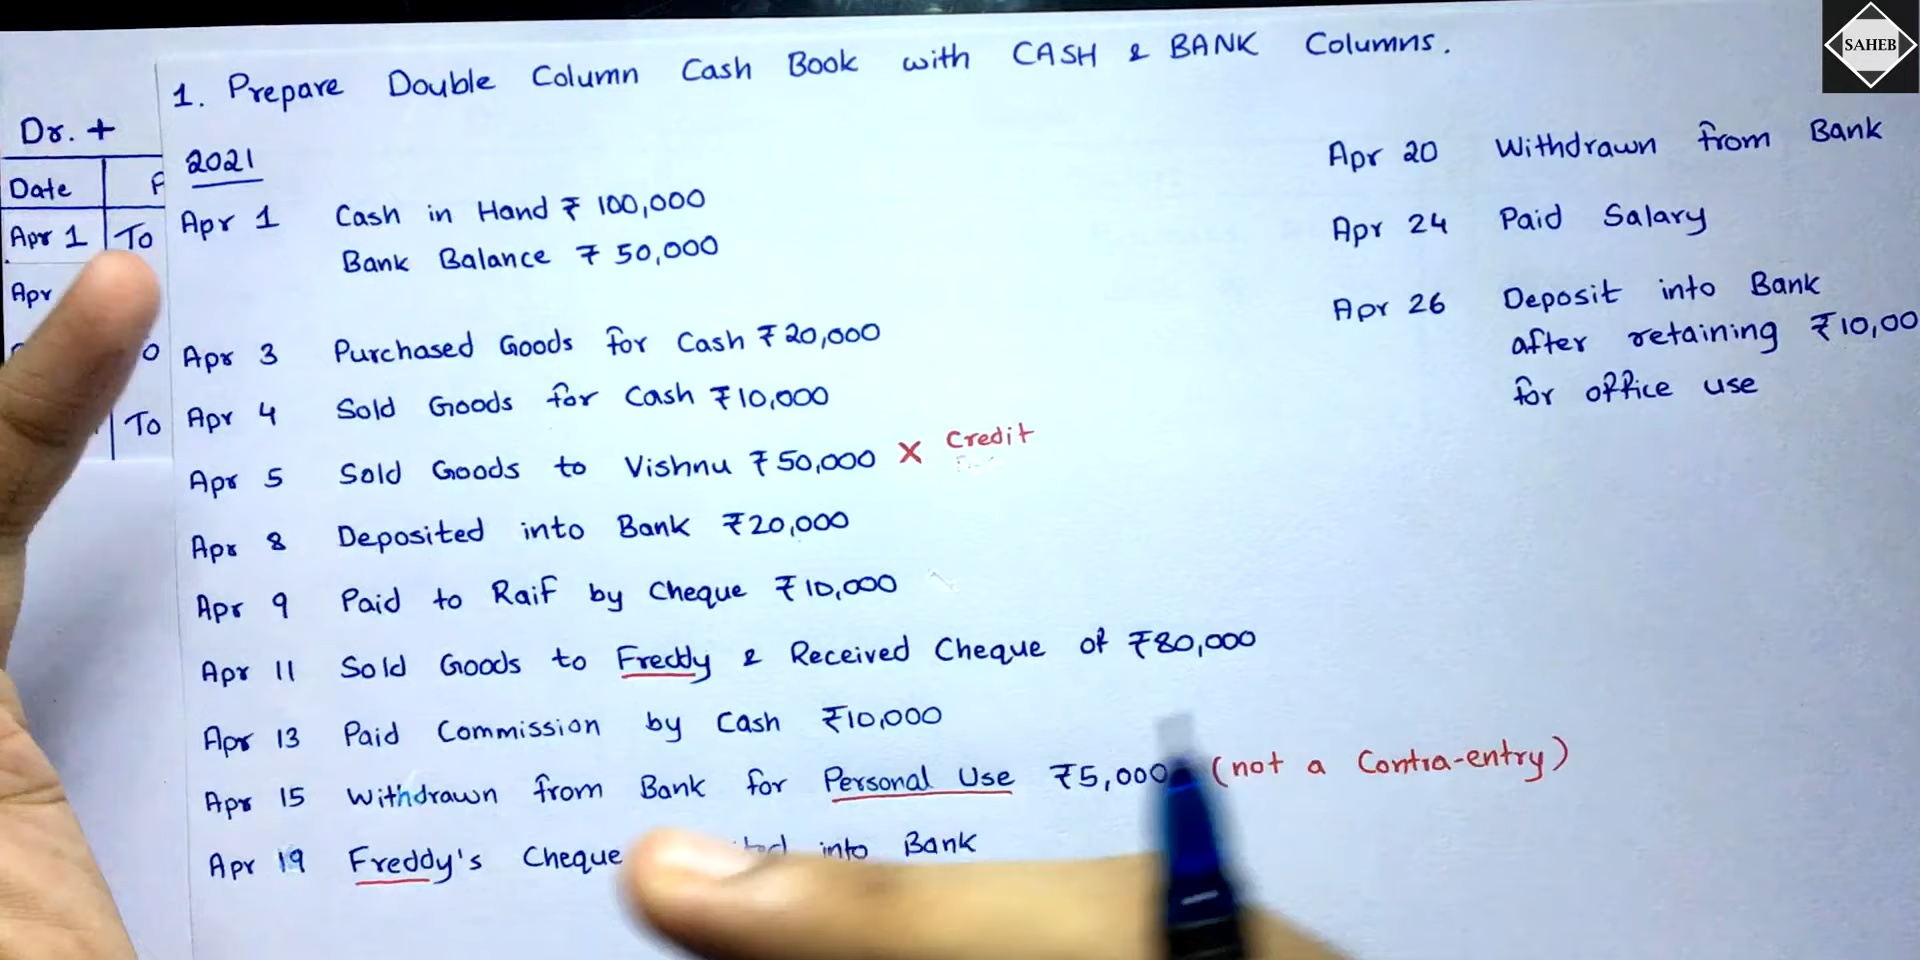 SAHEB
1. Prepare Double Column Cash Book with CASH & BANK Columns.
Dr. +
Date
Apr 1 To
Apr
To
2021
Apr 1 Cash in Hand ₹ 100,000
Bank Balance ₹ 50,000
Apr 3 Purchased Goods for Cash ₹20,000
Apr 4 Sold Goods for Cash ₹10,000
Apr 5 Sold Goods to Vishnu ₹50,000 X Credit
Apr 8 Deposited into Bank ₹20,000
Apr 9 Paid to Raif by Cheque ₹10,000
Apr 11 Sold Goods to Freddy & Received Cheque of ₹80,000
Apr 13 Paid Commission by Cash ₹10,000
Apr 15 Withdrawn from Bank for Personal Use ₹5,000 (not a Contra-entry)
Apr 19 Freddy's Cheque into Bank
Apr 20 Withdrawn from Bank
Apr 24 Paid Salary
Apr 26 Deposit into Bank
after retaining ₹10,00
for office use